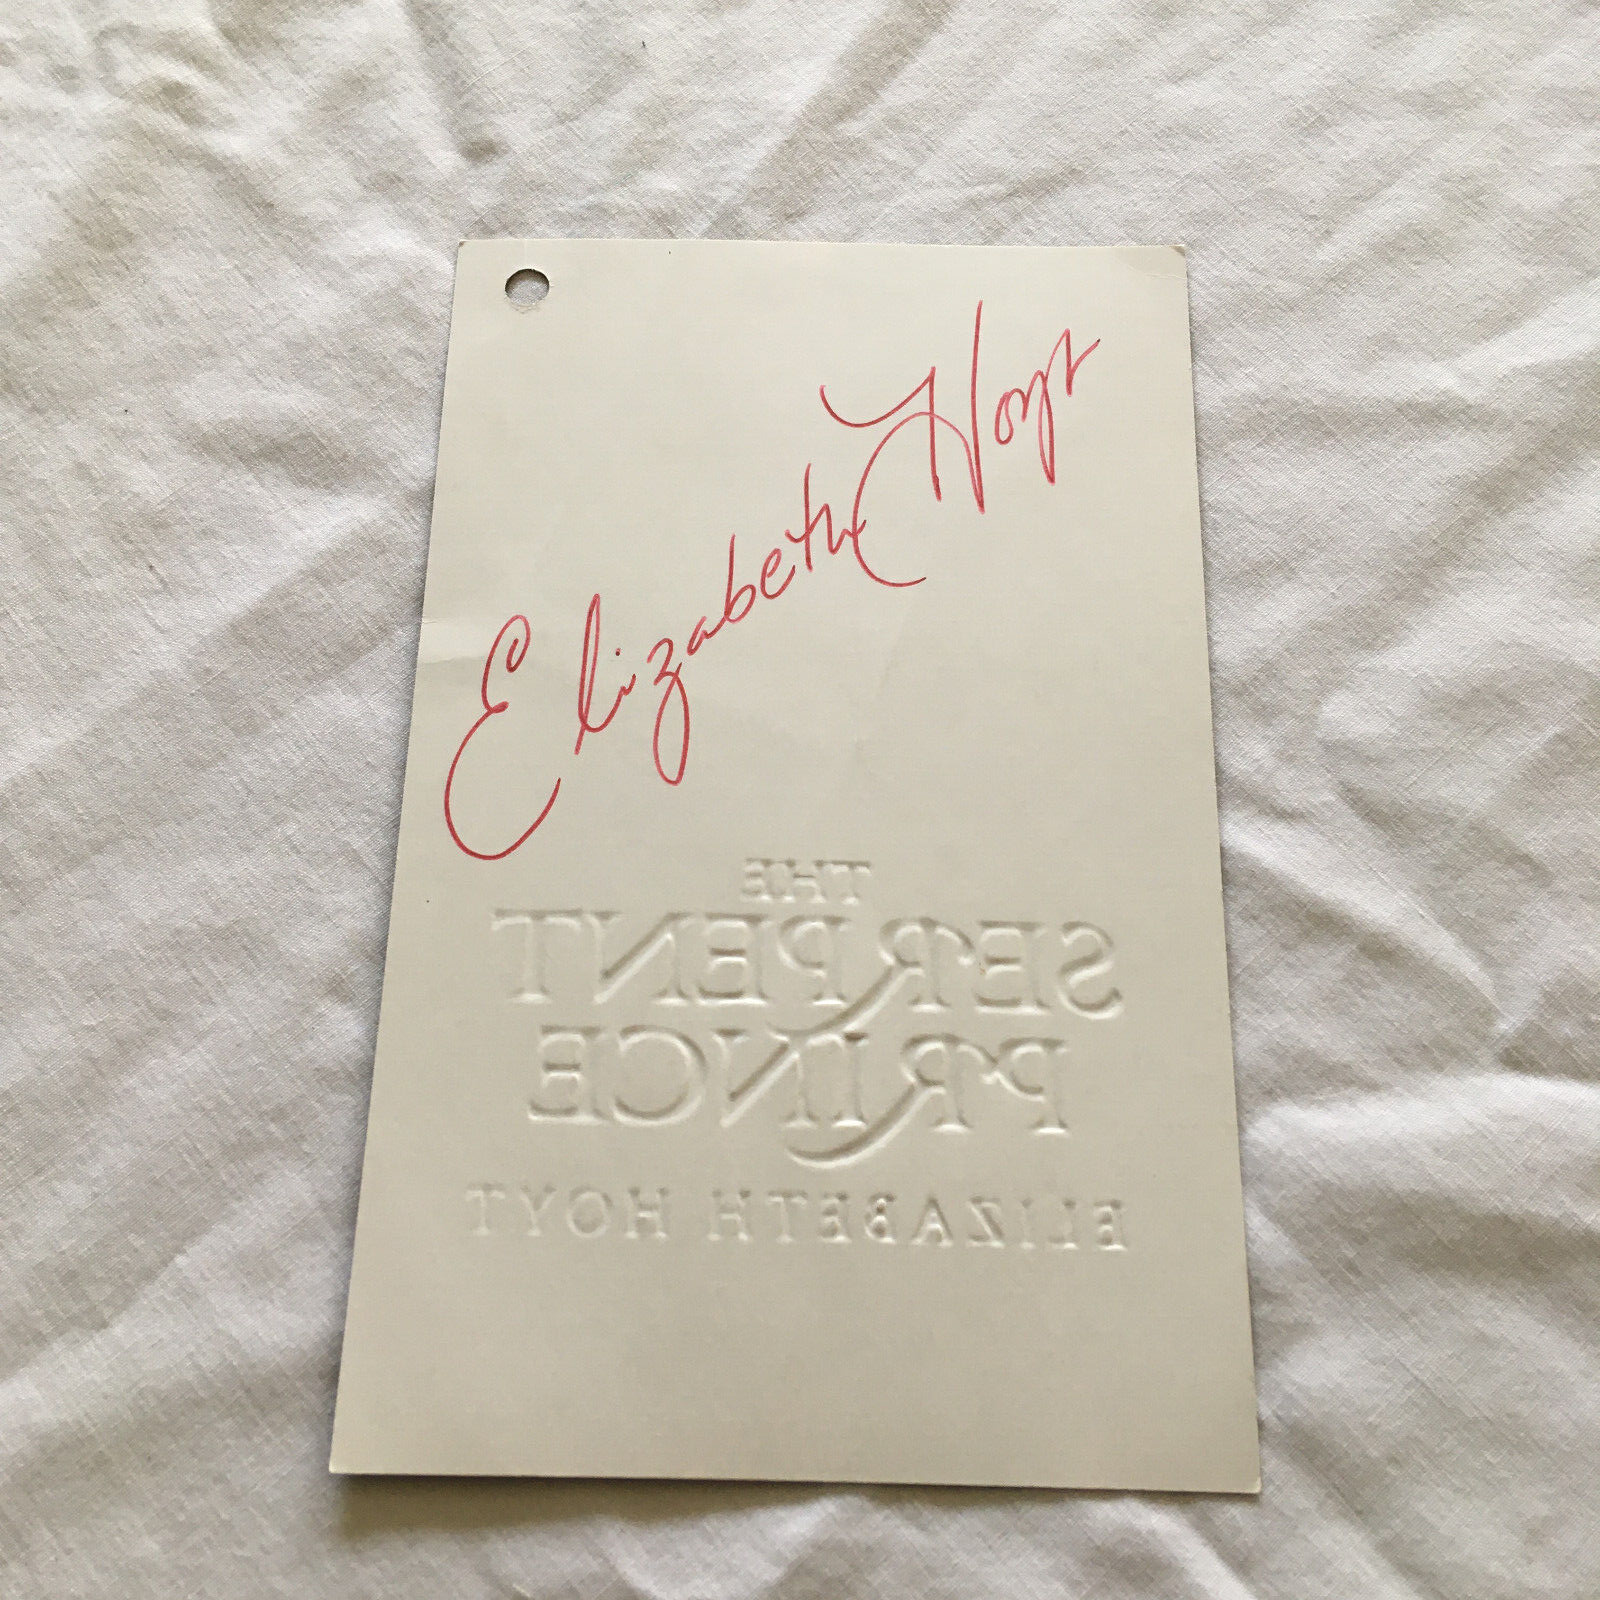 Elizabeth Hoyt
THE
SERPENT
PRINCE
ELIZABETH HOYT